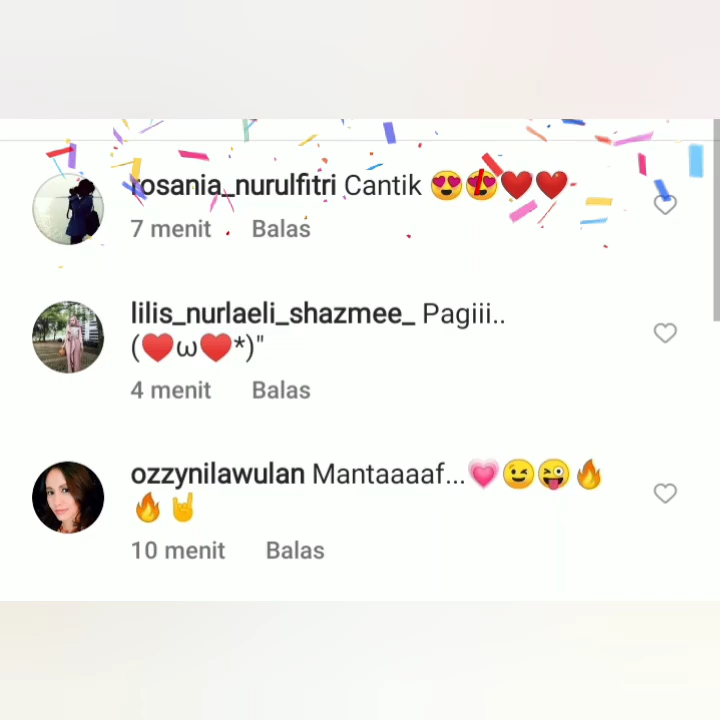 rosania_nurulfitri Cantik 😍😍❤️❤️
7 menit Balas
lilis_nurlaeli_shazmee_ Pagiii..
(♥ω♥*)"
4 menit Balas
ozzynilawulan Mantaaaaf...💗😉😜🔥
🔥🤘
10 menit Balas